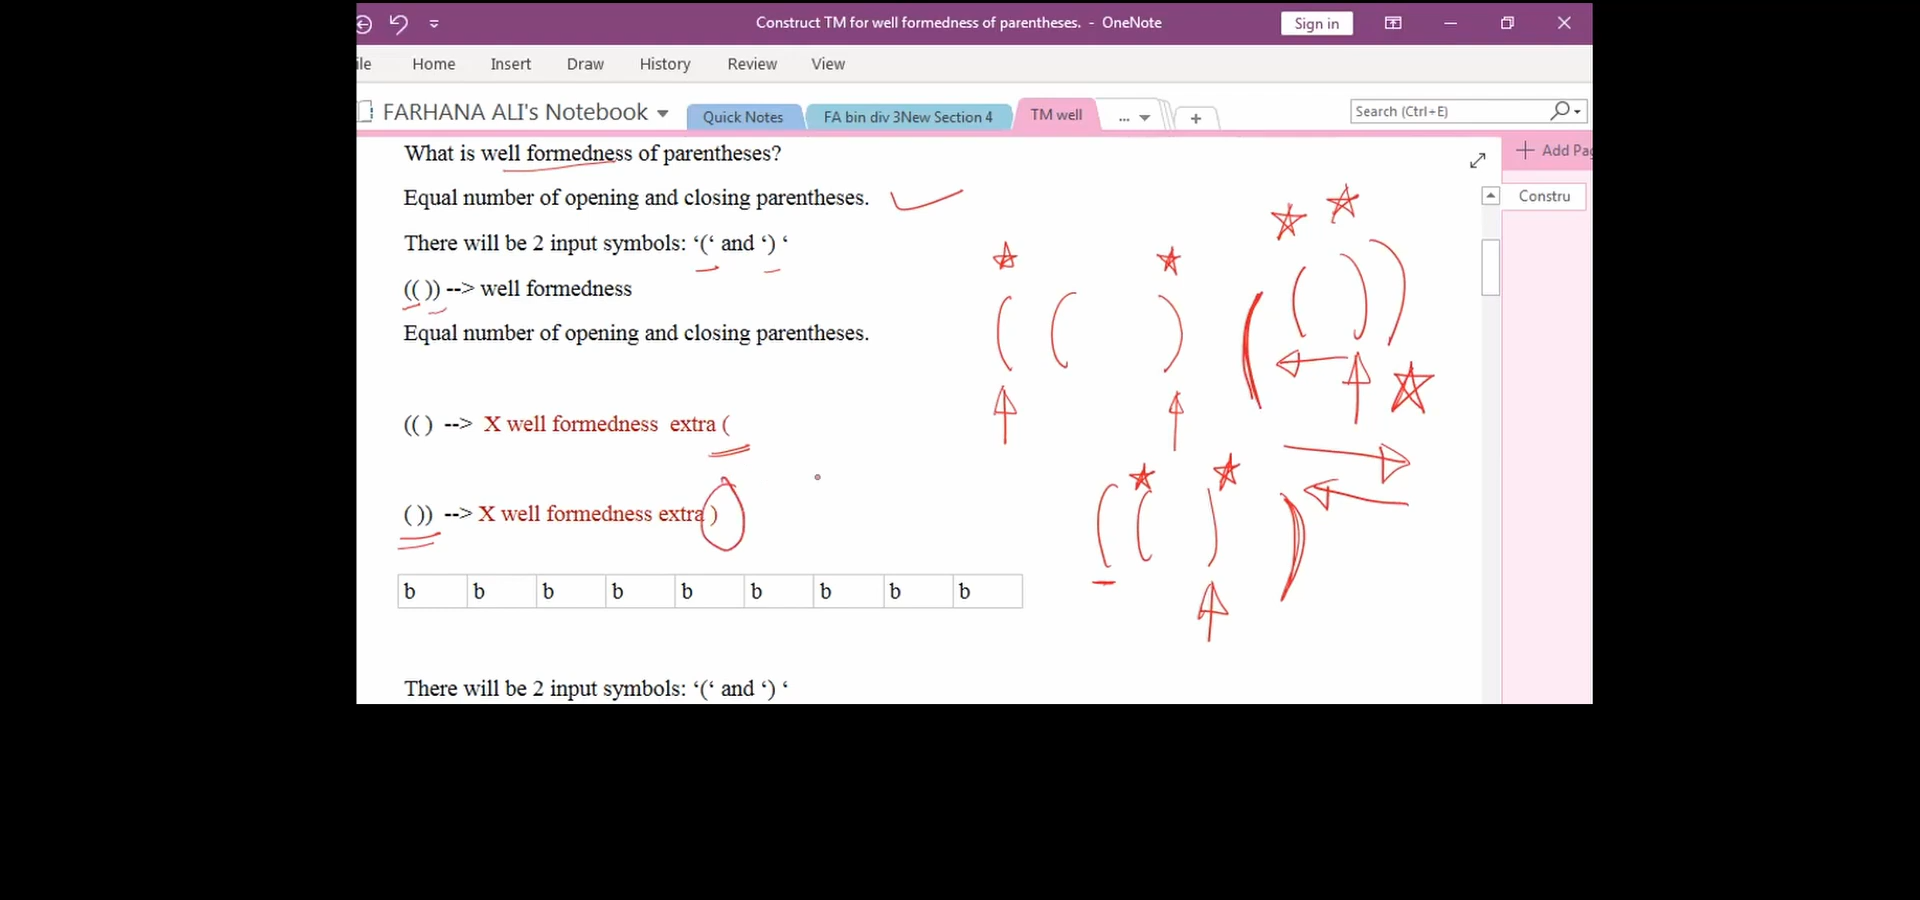 Construct TM for well formedness of parentheses. - OneNote
Sign in
ile Home Insert Draw History Review View
FARHANA ALI's Notebook
Quick Notes
FA bin div 3New Section 4
TM well
...
+
Search (Ctrl+E)
What is well formedness of parentheses?
+ Add Pag
Equal number of opening and closing parentheses.
Constru
There will be 2 input symbols: ‘(‘ and ‘) ‘
(( )) --> well formedness
Equal number of opening and closing parentheses.
( ( ) ( ( ) )
(( ) --> X well formedness extra (
( )) --> X well formedness extra )
( ( ) )
b b b b b b b b b
There will be 2 input symbols: ‘(‘ and ‘) ‘